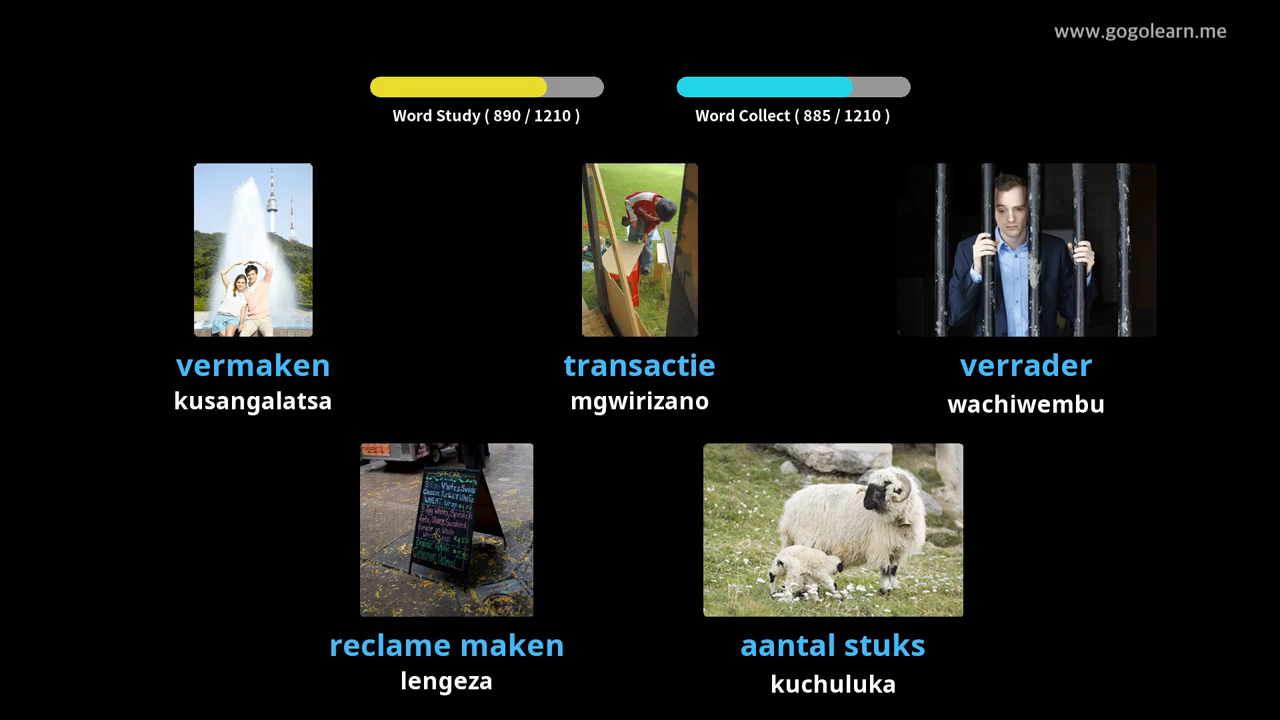 www.gogolearn.me
Word Study ( 890 / 1210 )
Word Collect ( 885 / 1210 )
vermaken
kusangalatsa
transactie
mgwirizano
verrader
wachiwembu
reclame maken
lengeza
aantal stuks
kuchuluka